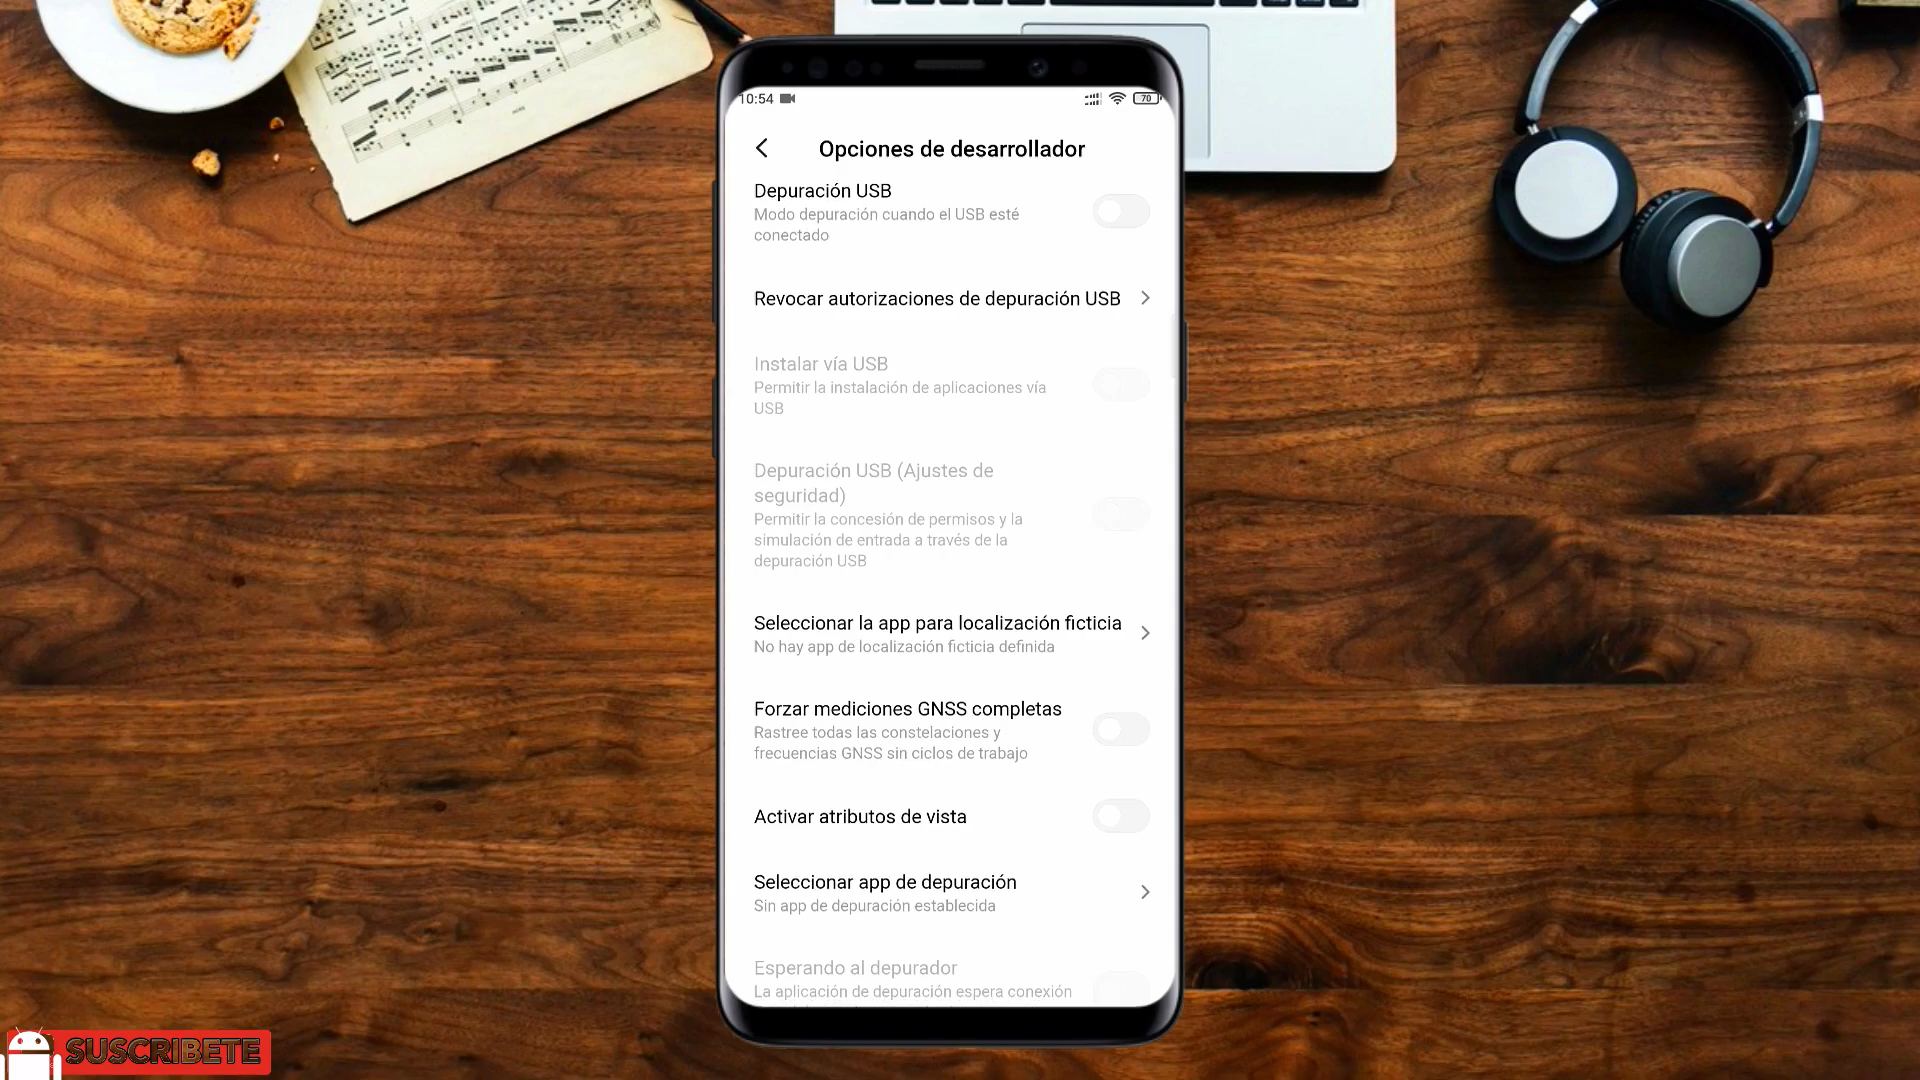 10:54
70
Opciones de desarrollador
Depuración USB
Modo depuración cuando el USB esté
conectado
Revocar autorizaciones de depuración USB
Instalar vía USB
Permitir la instalación de aplicaciones vía
USB
Depuración USB (Ajustes de
seguridad)
Permitir la concesión de permisos y la
simulación de entrada a través de la
depuración USB
Seleccionar la app para localización ficticia
No hay app de localización ficticia definida
Forzar mediciones GNSS completas
Rastree todas las constelaciones y
frecuencias GNSS sin ciclos de trabajo
Activar atributos de vista
Seleccionar app de depuración
Sin app de depuración establecida
Esperando al depurador
La aplicación de depuración espera conexión
SUSCRIBETE